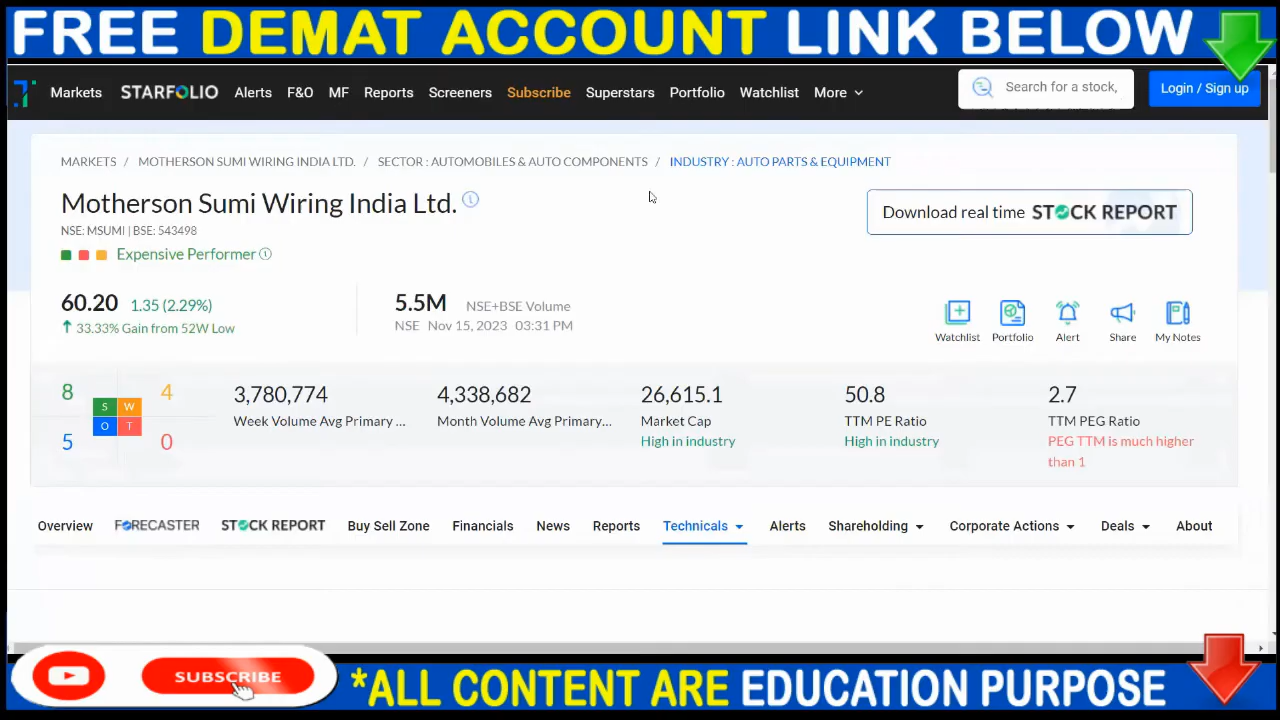 FREE DEMAT ACCOUNT LINK BELOW
Markets STARFOLIO Alerts F&O MF Reports Screeners Subscribe Superstars Portfolio Watchlist More Search for a stock, Login / Sign up
MARKETS / MOTHERSON SUMI WIRING INDIA LTD. / SECTOR : AUTOMOBILES & AUTO COMPONENTS / INDUSTRY : AUTO PARTS & EQUIPMENT
Motherson Sumi Wiring India Ltd.
Download real time STOCK REPORT
NSE: MSUMI | BSE: 543498
Expensive Performer
60.20 1.35 (2.29%) 5.5M NSE+BSE Volume
33.33% Gain from 52W Low NSE Nov 15, 2023 03:31 PM
Watchlist Portfolio Alert Share My Notes
8 S W 4 3,780,774 4,338,682 26,615.1 50.8 2.7
Week Volume Avg Primary ... Month Volume Avg Primary... Market Cap TTM PE Ratio TTM PEG Ratio
5 O T 0 High in industry High in industry PEG TTM is much higher
than 1
Overview FORECASTER STOCK REPORT Buy Sell Zone Financials News Reports Technicals Alerts Shareholding Corporate Actions Deals About
SUBSCRIBE
*ALL CONTENT ARE EDUCATION PURPOSE